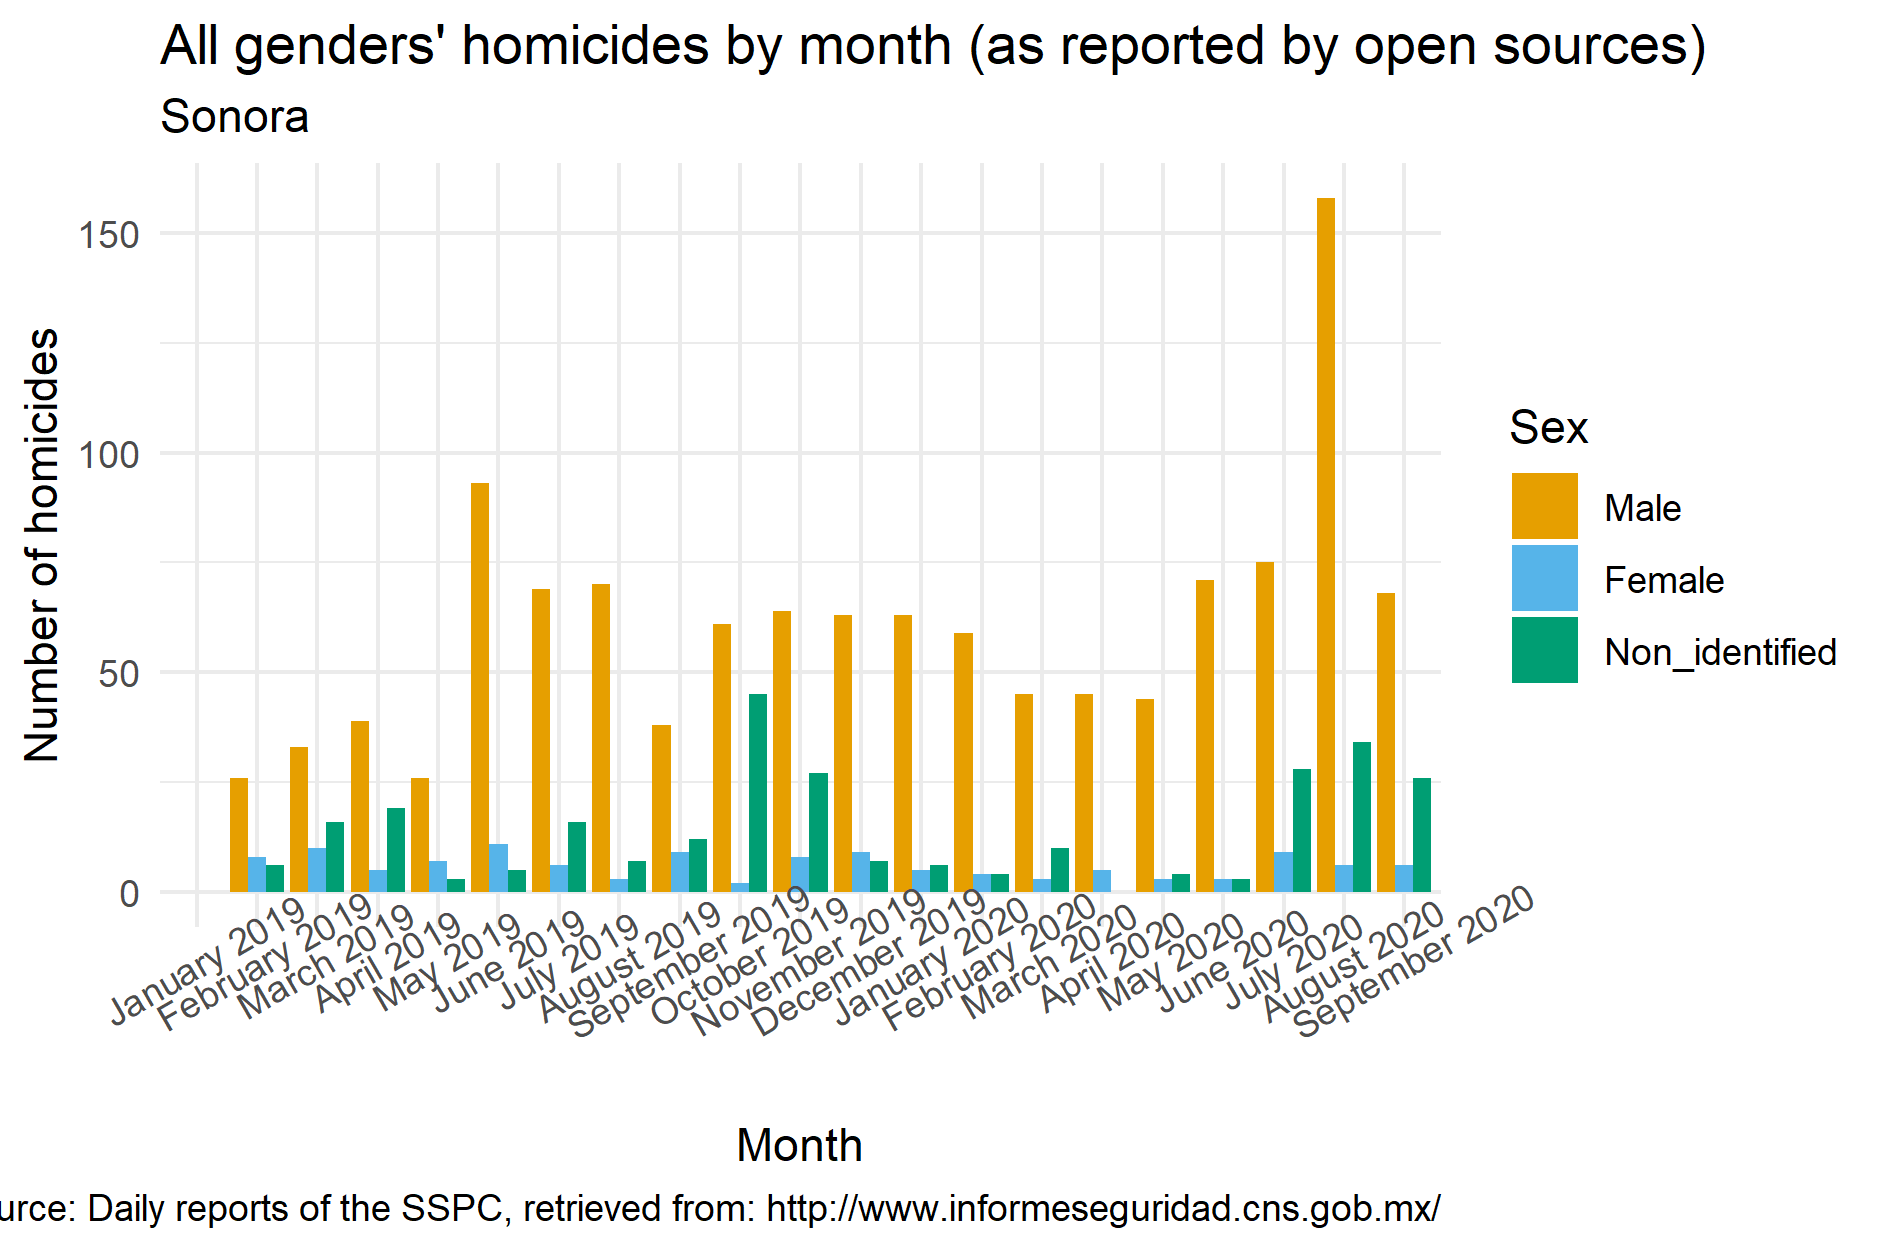 All genders' homicides by month (as reported by open sources)
Sonora
Number of homicides
150
100
50
0
January 2019
February 2019
March 2019
April 2019
May 2019
June 2019
July 2019
August 2019
September 2019
October 2019
November 2019
December 2019
January 2020
February 2020
March 2020
April 2020
May 2020
June 2020
July 2020
August 2020
September 2020
Month
Sex
Male
Female
Non_identified
urce: Daily reports of the SSPC, retrieved from: http://www.informeseguridad.cns.gob.mx/